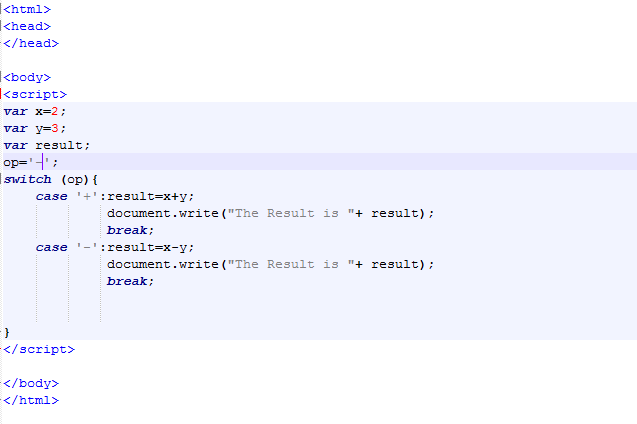 <html>
<head>
</head>
<body>
<script>
var x=2;
var y=3;
var result;
op='-';
switch (op){
    case '+':result=x+y;
             document.write("The Result is "+ result);
             break;
    case '-':result=x-y;
             document.write("The Result is "+ result);
             break;
}
</script>
</body>
</html>